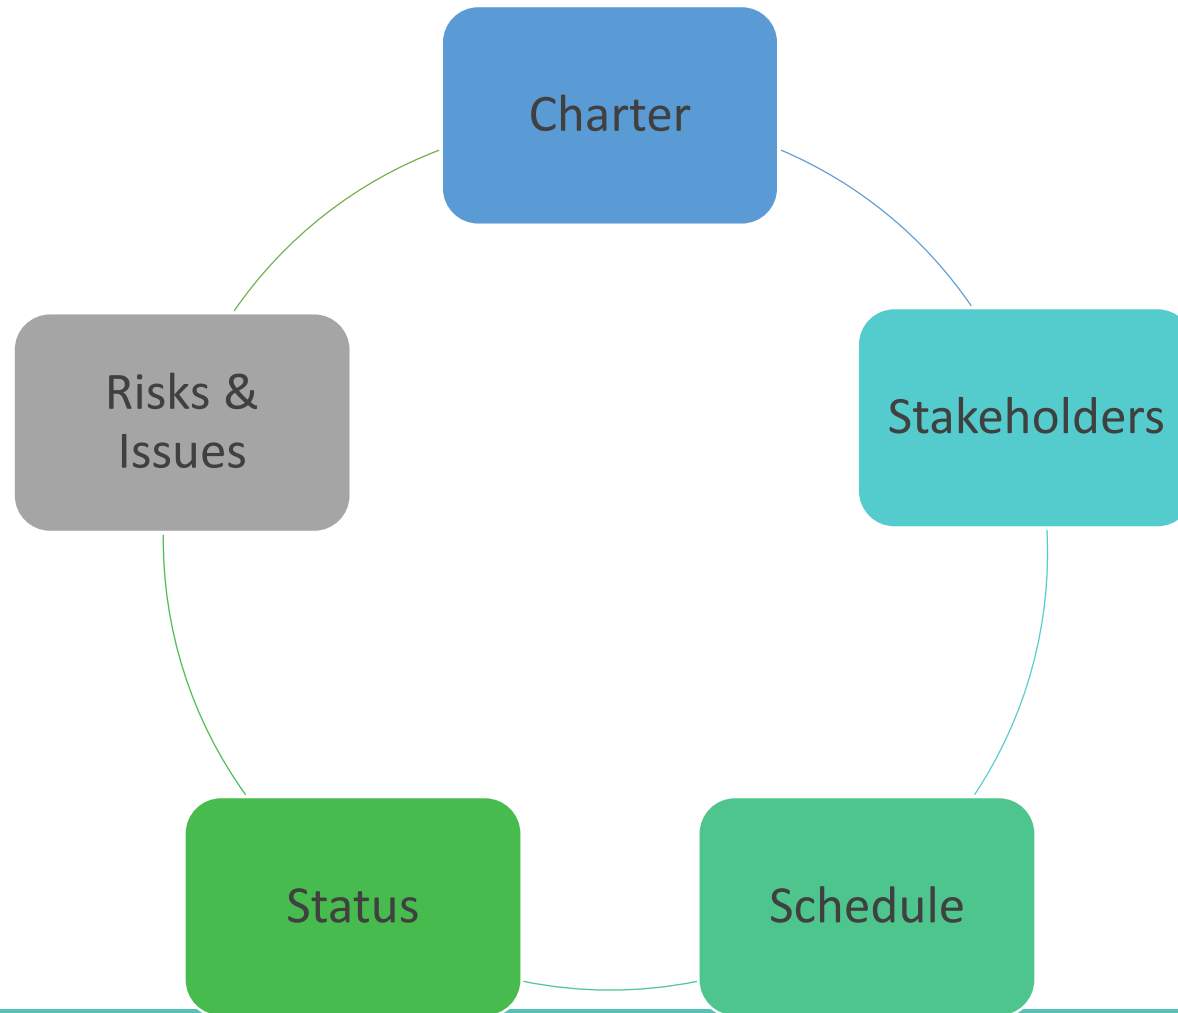 Charter
Stakeholders
Schedule
Status
Risks &
Issues